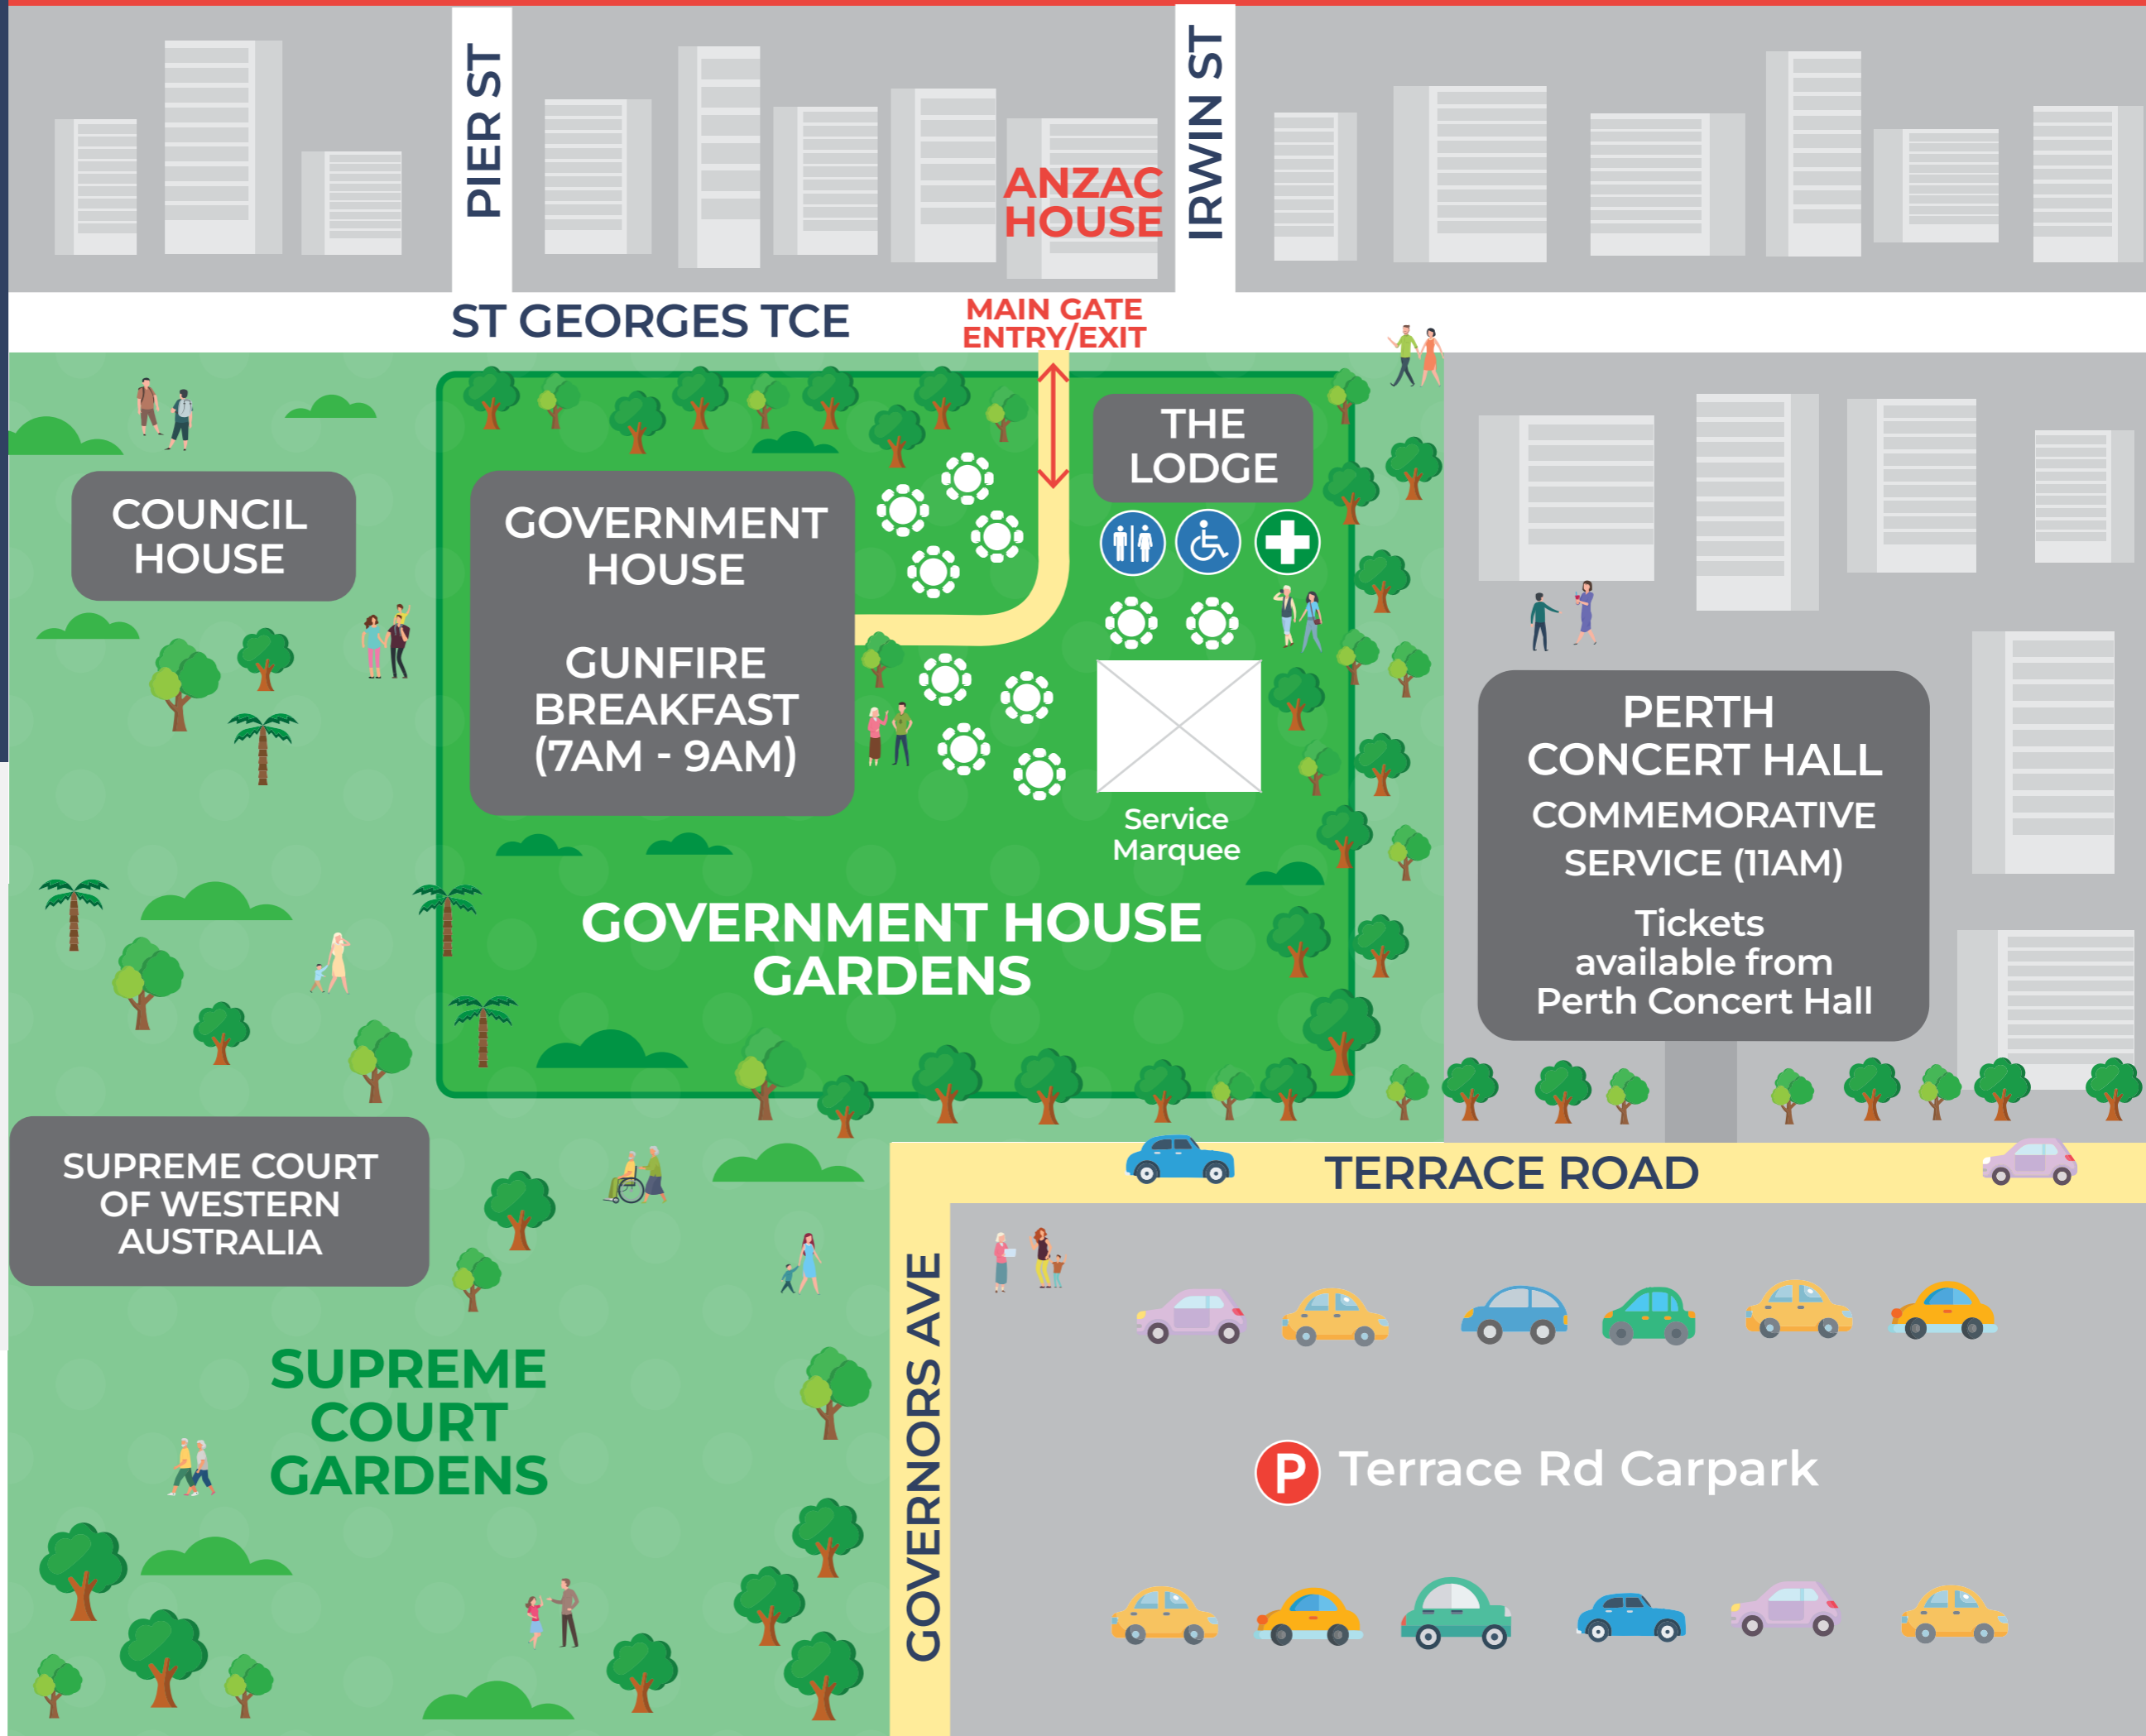 PIER ST
IRWIN ST
ANZAC
HOUSE
ST GEORGES TCE
MAIN GATE
ENTRY/EXIT
THE
LODGE
COUNCIL
HOUSE
GOVERNMENT
HOUSE
GUNFIRE
BREAKFAST
(7AM - 9AM)
Service
Marquee
PERTH
CONCERT HALL
COMMEMORATIVE
SERVICE (11AM)
Tickets
available from
Perth Concert Hall
GOVERNMENT HOUSE
GARDENS
SUPREME COURT
OF WESTERN
AUSTRALIA
TERRACE ROAD
GOVERNORS AVE
SUPREME
COURT
GARDENS
P Terrace Rd Carpark